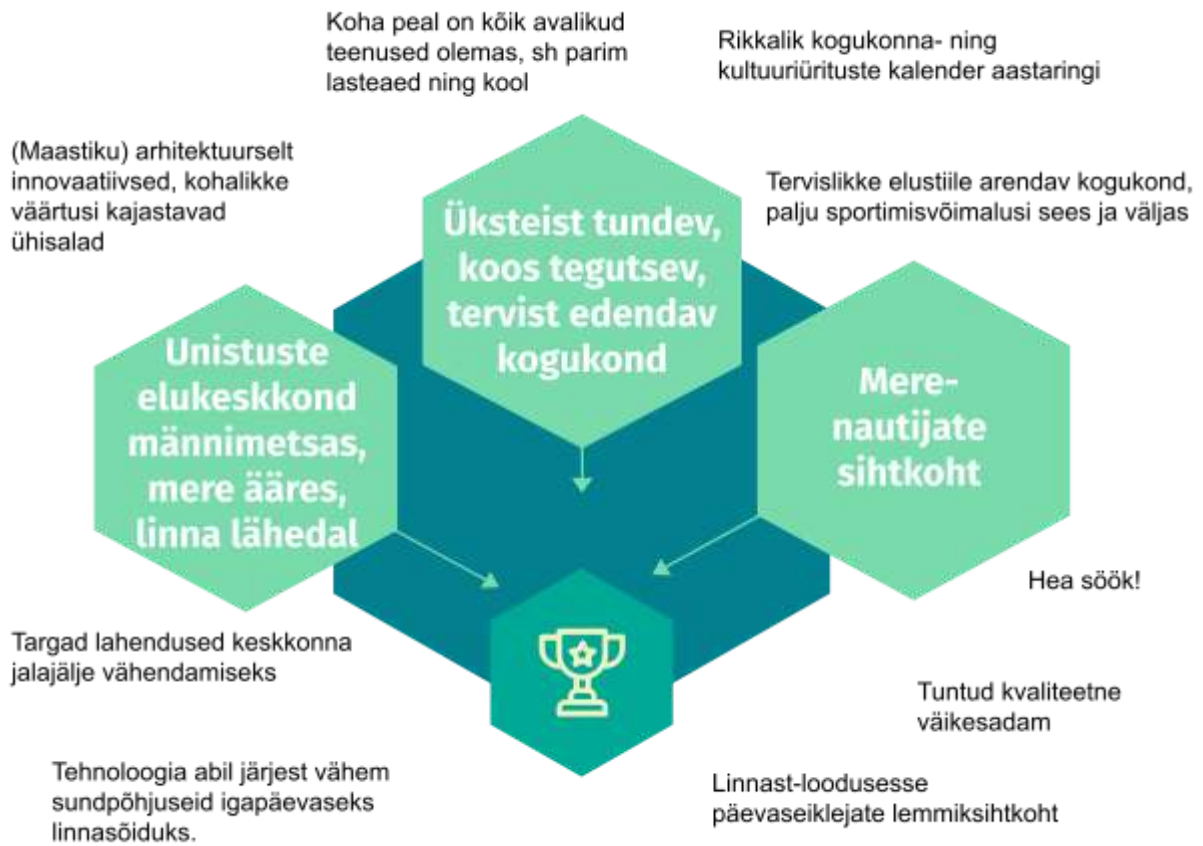 Koha peal on kõik avalikud
teenused olemas, sh parim
lasteaed ning kool
Rikkalik kogukonna- ning
kultuuriürituste kalender aastaringi
(Maastiku) arhitektuurselt
innovaatiivsed, kohalikke
väärtusi kajastavad
ühisalad
Tervislikke elustiile arendav kogukond,
palju sportimisvõimalusi sees ja väljas
Üksteist tundev,
koos tegutsev,
tervist edendav
kogukond
Unistuste
elukeskkond
männimetsas,
mere ääres,
linna lähedal
Mere-
nautijate
sihtkoht
Hea söök!
Targad lahendused keskkonna
jalajälje vähendamiseks
Tuntud kvaliteetne
väikesadam
Tehnoloogia abil järjest vähem
sundpõhjuseid igapäevaseks
linnasõiduks.
Linnast-loodusesse
päevaseiklejate lemmiksihtkoht